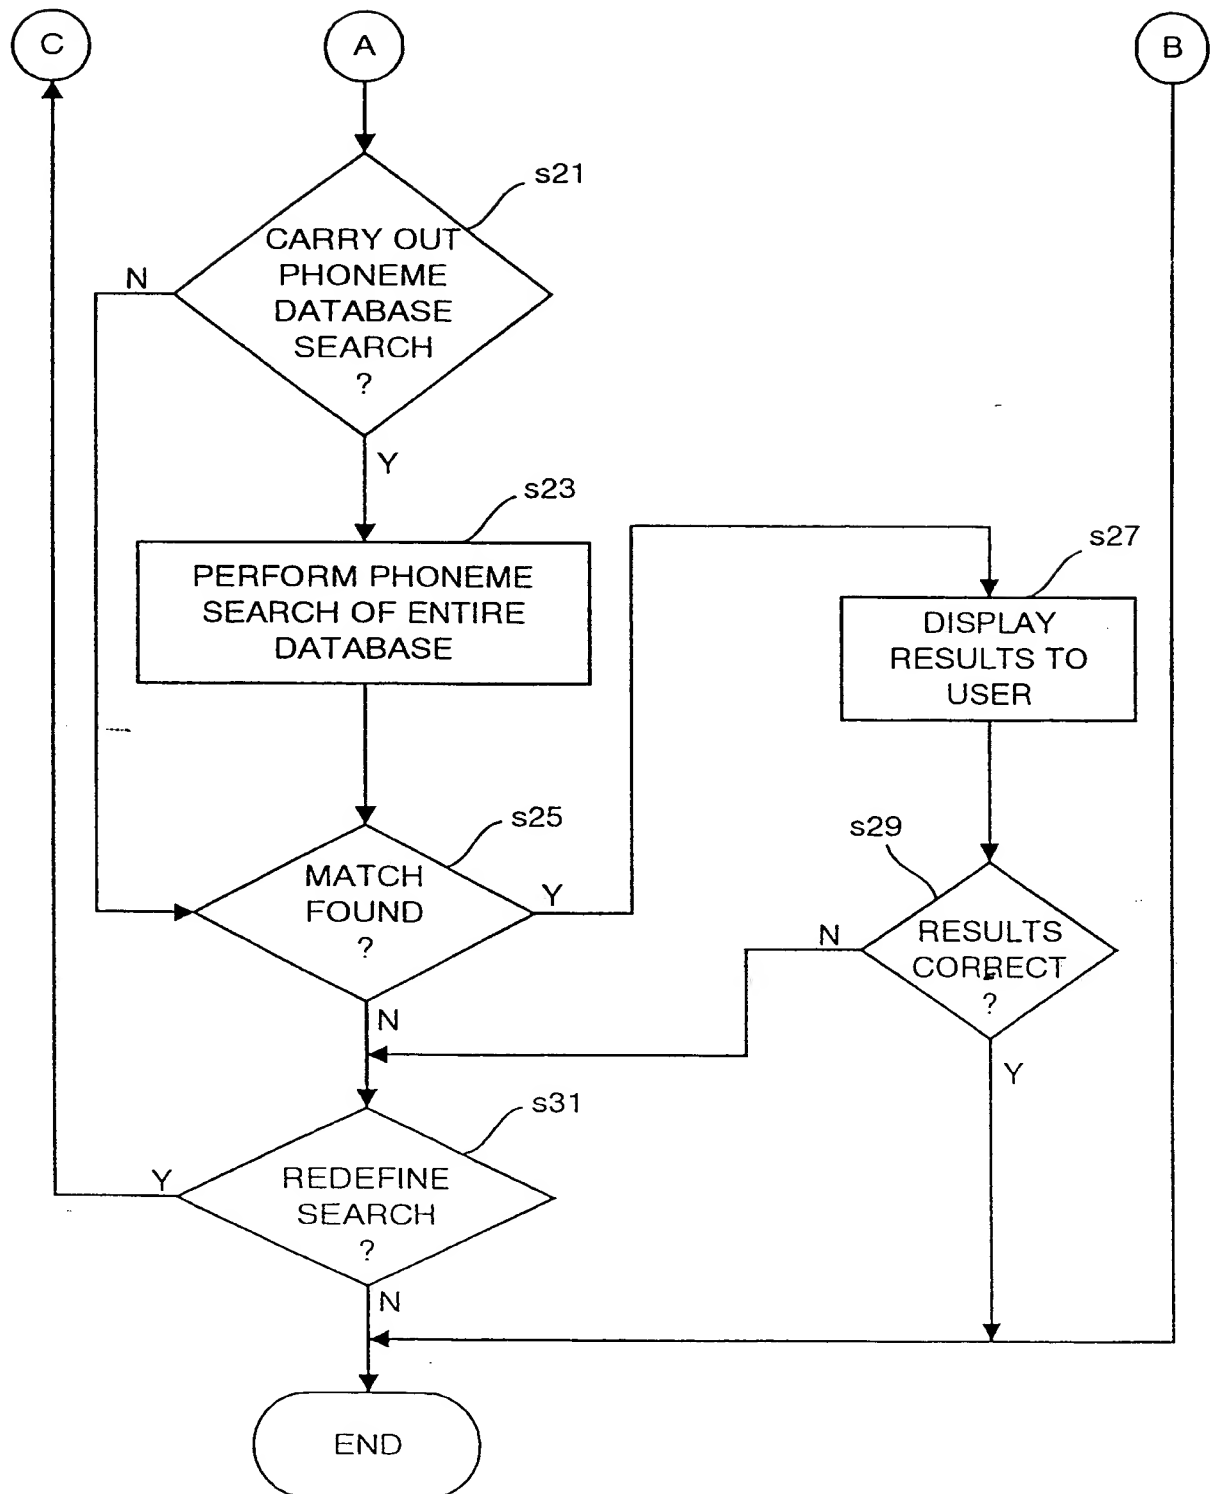 C
A
B
s21
CARRY OUT
PHONEME
DATABASE
SEARCH
?
N
Y
s23
PERFORM PHONEME
SEARCH OF ENTIRE
DATABASE
s27
DISPLAY
RESULTS TO
USER
s25
MATCH
FOUND
?
Y
N
s29
RESULTS
CORRECT
?
N
Y
s31
REDEFINE
SEARCH
?
Y
N
END